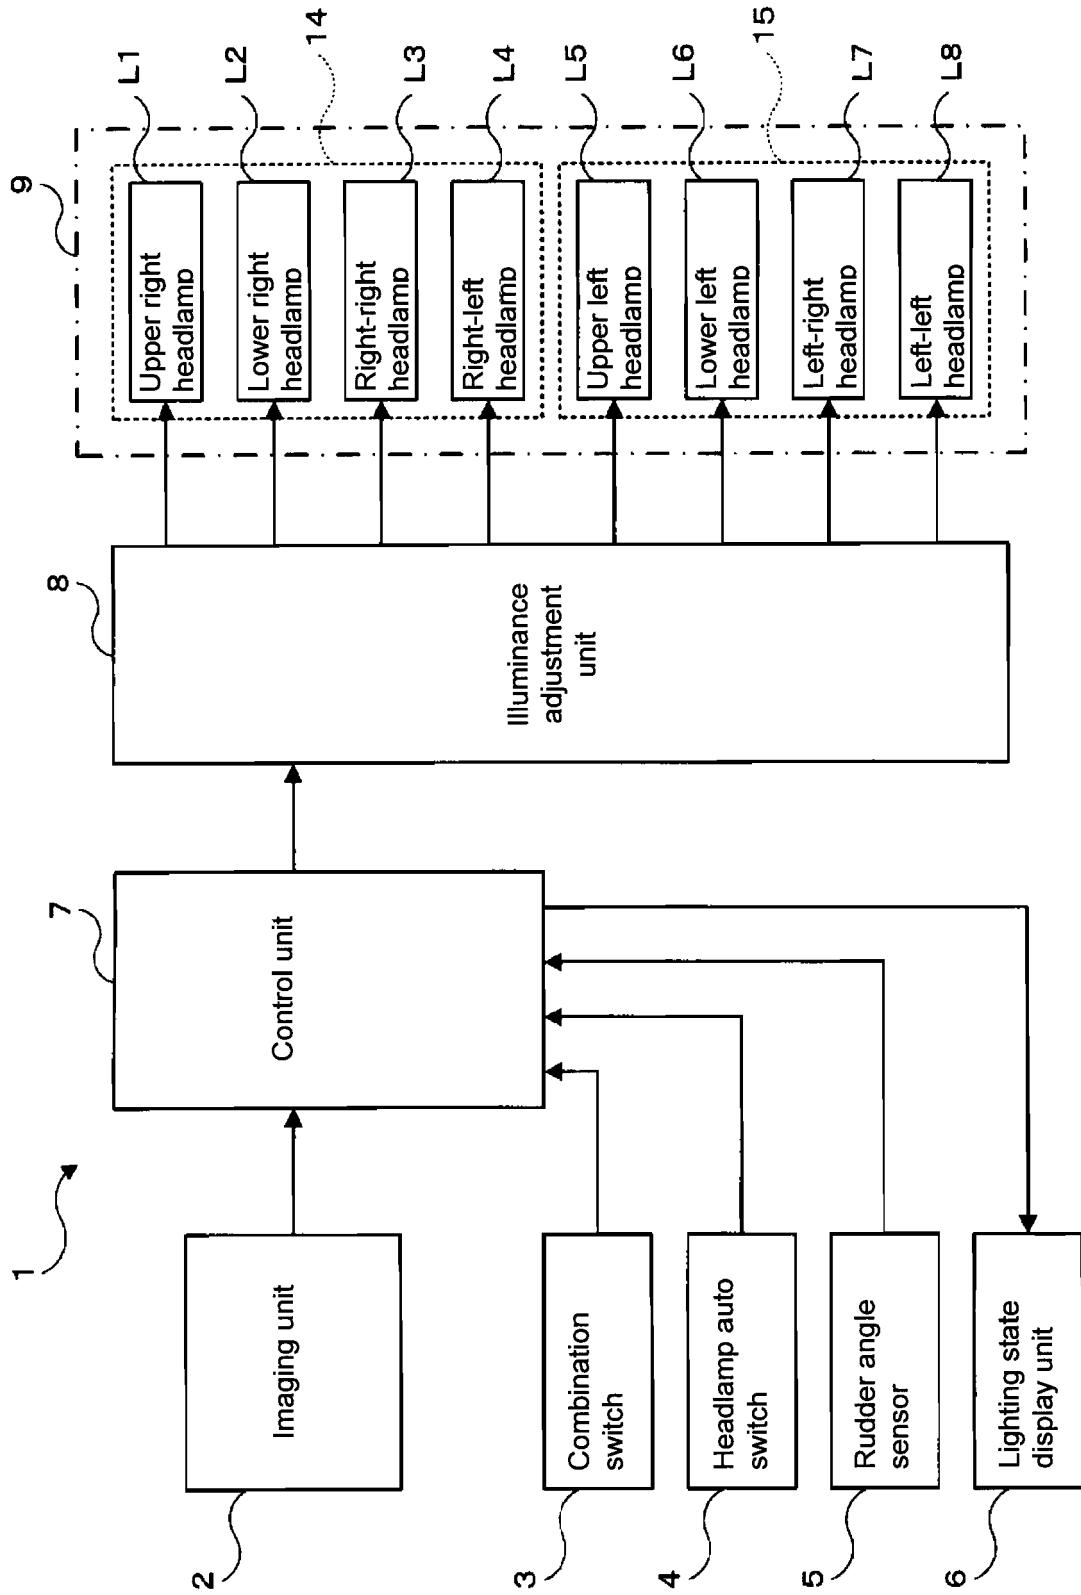 1
2
Imaging unit
3
Combination
switch
4
Headlamp auto
switch
5
Rudder angle
sensor
6
Lighting state
display unit
7
Control unit
8
Illuminance
adjustment
unit
9
14
Upper right
headlamp
L1
Lower right
headlamp
L2
Right-right
headlamp
L3
Right-left
headlamp
L4
15
Upper left
headlamp
L5
Lower left
headlamp
L6
Left-right
headlamp
L7
Left-left
headlamp
L8